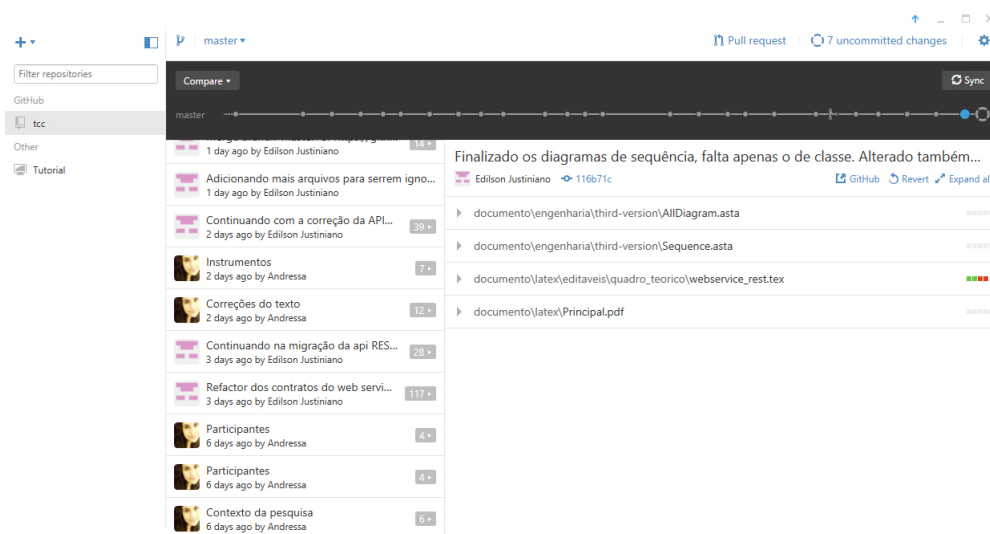 master
Pull request
7 uncommitted changes
Filter repositories
GitHub
tcc
Other
Tutorial
Compare
Sync
master
14
1 day ago by Edilson Justiniano
Adicionando mais arquivos para serrem igno...
1 day ago by Edilson Justiniano
Continuando com a correção da API...
2 days ago by Edilson Justiniano
39
Instrumentos
2 days ago by Andressa
7
Correções do texto
2 days ago by Andressa
12
Continuando na migração da api RES...
3 days ago by Edilson Justiniano
28
Refactor dos contratos do web servi...
3 days ago by Edilson Justiniano
117
Participantes
6 days ago by Andressa
4
Participantes
6 days ago by Andressa
4
Contexto da pesquisa
6 days ago by Andressa
6
Finalizado os diagramas de sequência, falta apenas o de classe. Alterado também...
Edilson Justiniano 116b71c
GitHub Revert Expand al
documento\engenharia\third-version\AllDiagram.asta
documento\engenharia\third-version\Sequence.asta
documento\latex\editaveis\quadro_teorico\webservice_rest.tex
documento\latex\Principal.pdf